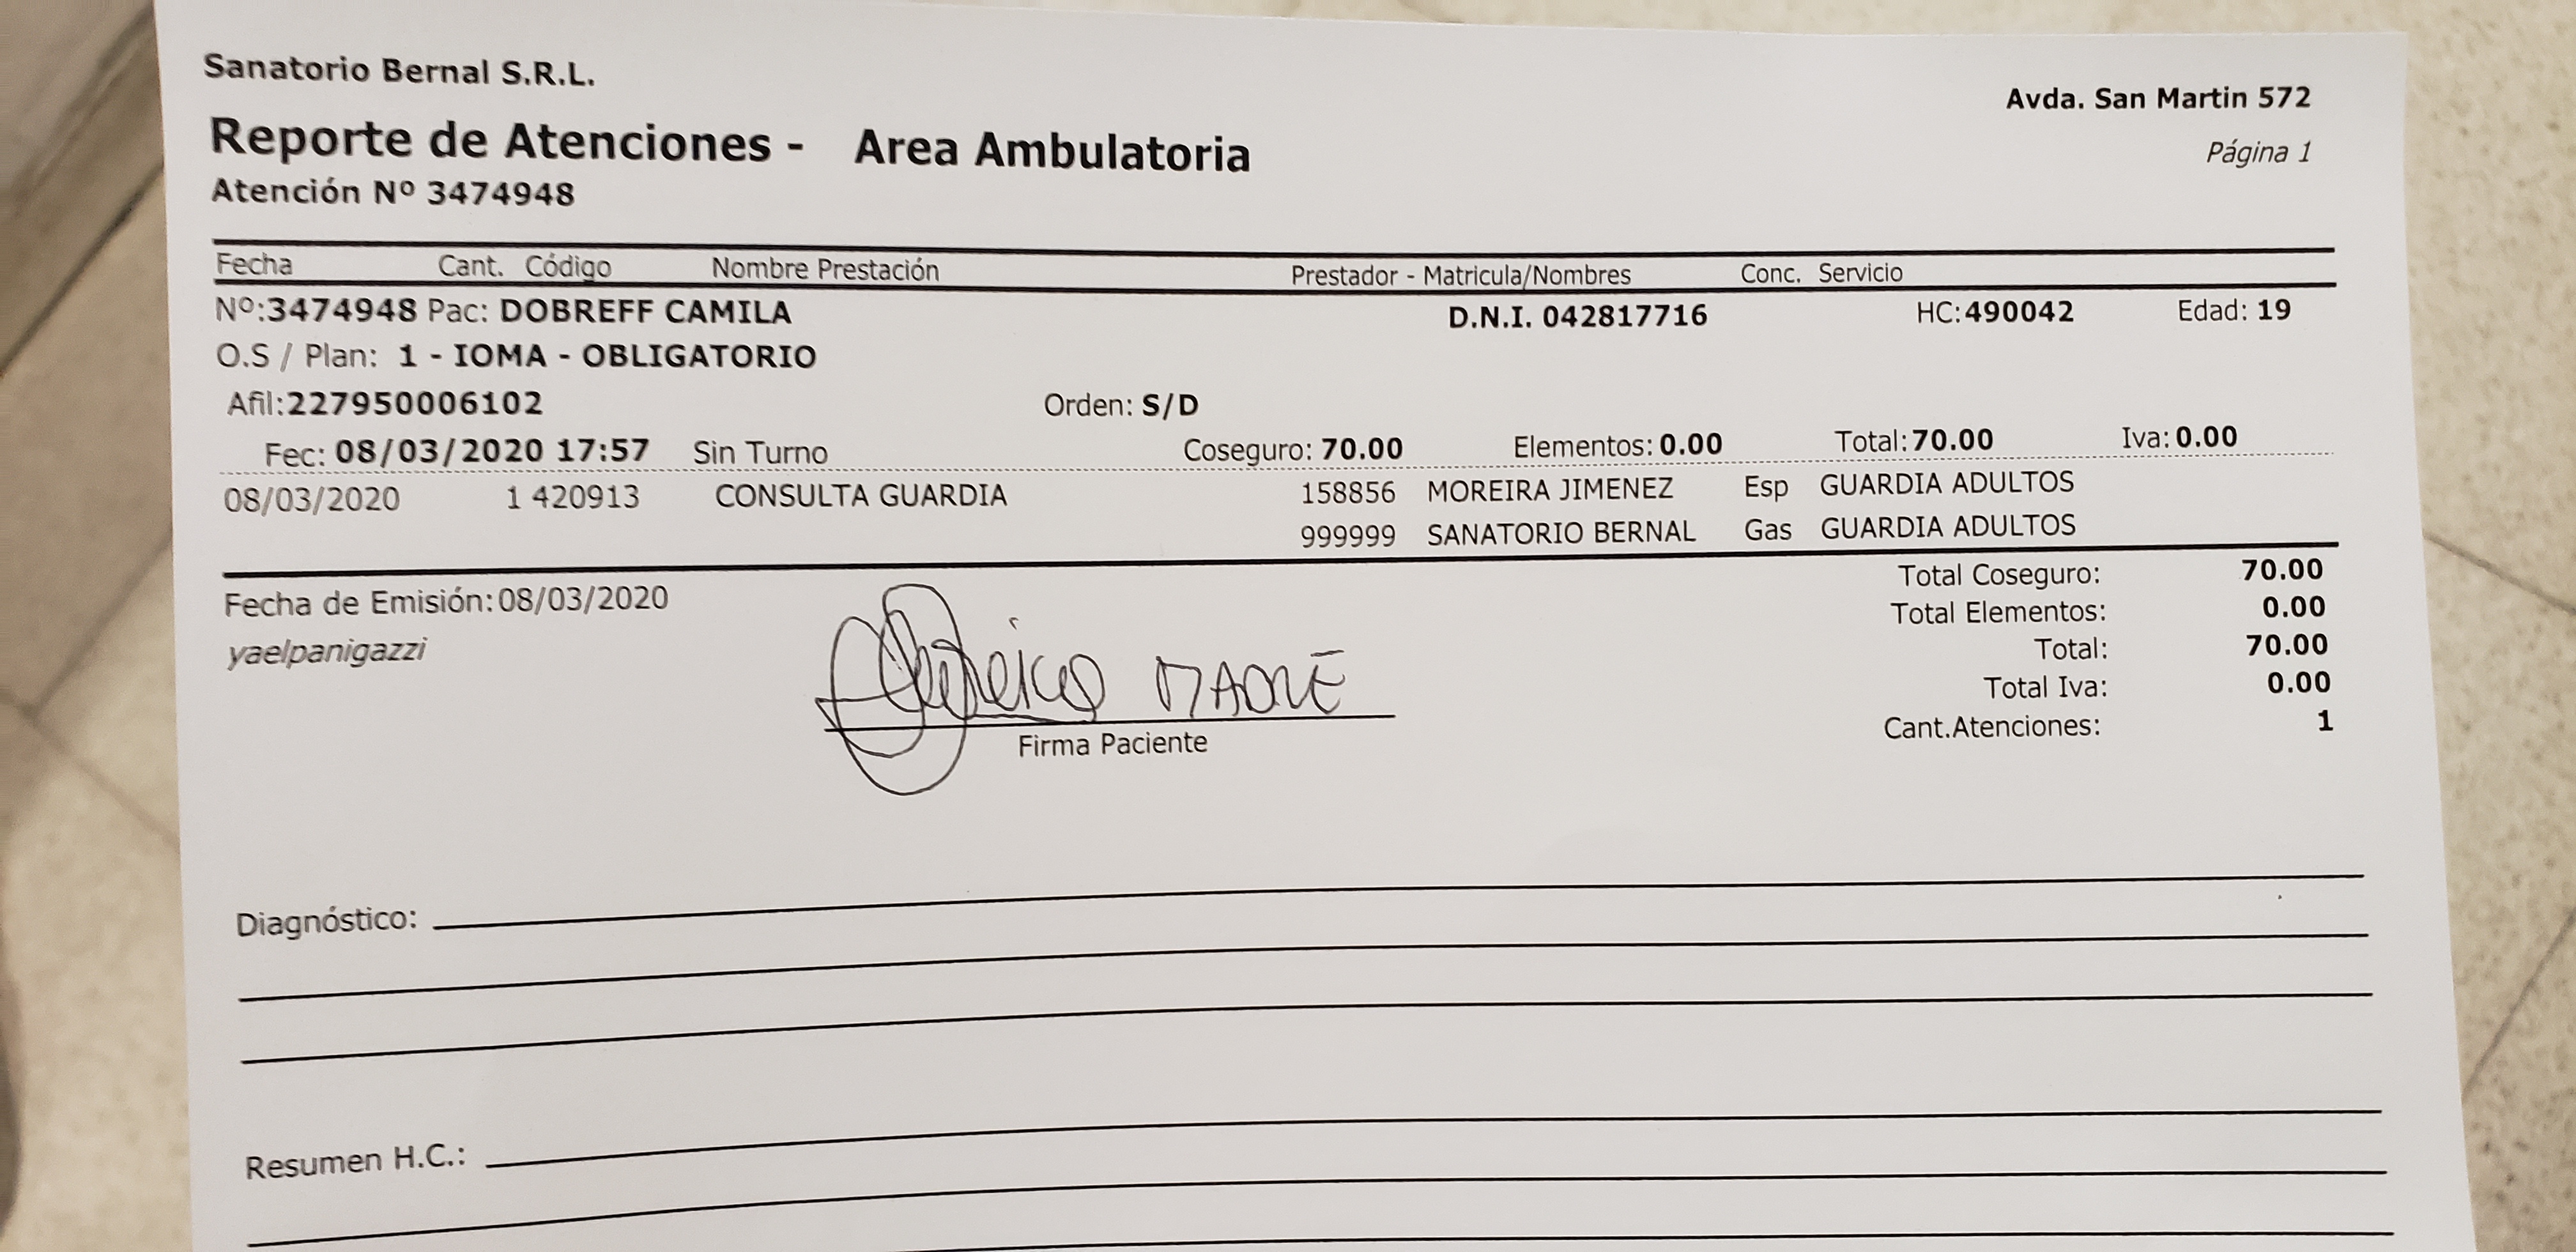 Sanatorio Bernal S.R.L.
Avda. San Martin 572
Reporte de Atenciones - Area Ambulatoria
Página 1
Atención Nº 3474948
Fecha Cant. Código Nombre Prestación Prestador - Matricula/Nombres Conc. Servicio
Nº:3474948 Pac: DOBREFF CAMILA D.N.I. 042817716 HC:490042 Edad: 19
O.S / Plan: 1 - IOMA - OBLIGATORIO
Afil:227950006102 Orden: S/D
Fec: 08/03/2020 17:57 Sin Turno Coseguro: 70.00 Elementos: 0.00 Total: 70.00 Iva: 0.00
08/03/2020 1 420913 CONSULTA GUARDIA 158856 MOREIRA JIMENEZ Esp GUARDIA ADULTOS
999999 SANATORIO BERNAL Gas GUARDIA ADULTOS
Fecha de Emisión: 08/03/2020
yaelpanigazzi
Total Coseguro: 70.00
Total Elementos: 0.00
Total: 70.00
Total Iva: 0.00
Cant.Atenciones: 1
MADRE
Firma Paciente
Diagnóstico:
Resumen H.C.: